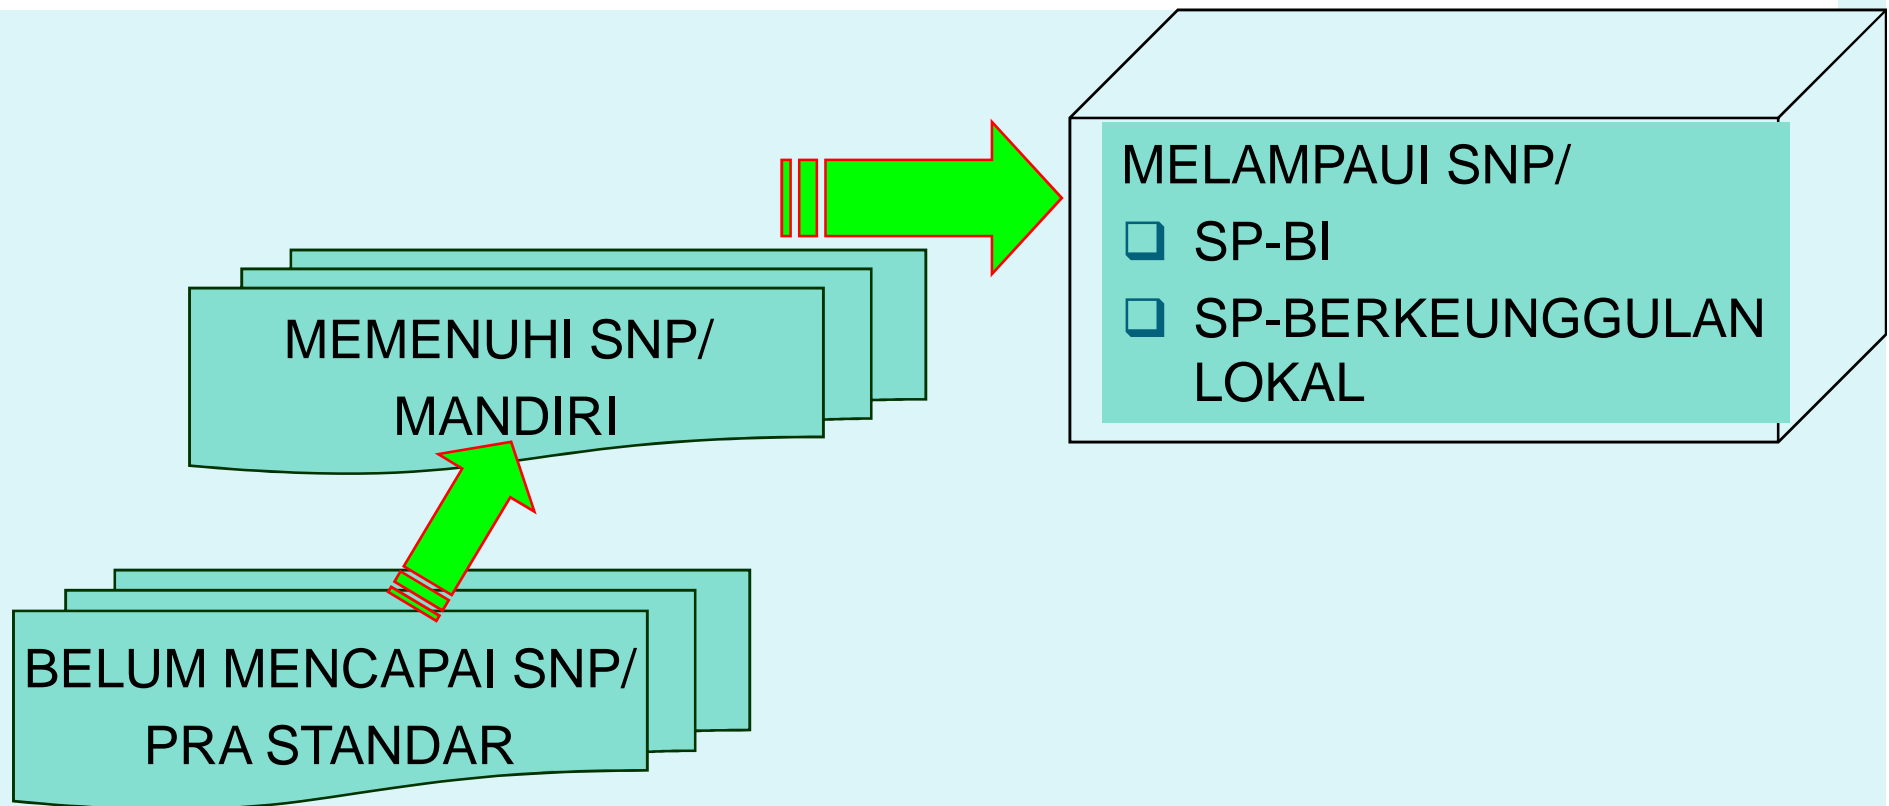 MELAMPAUI SNP/
SP-BI
SP-BERKEUNGGULAN
LOKAL
MEMENUHI SNP/
MANDIRI
BELUM MENCAPAI SNP/
PRA STANDAR